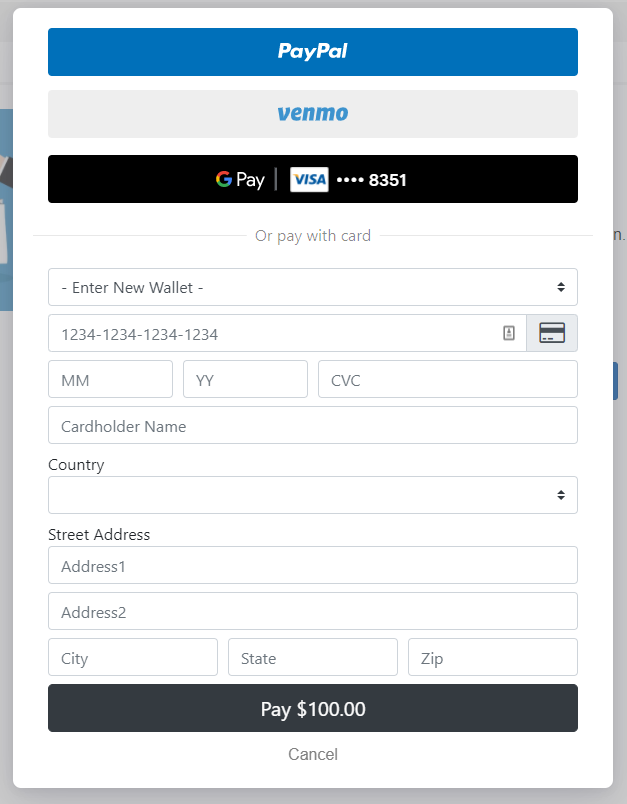 PayPal
venmo
G Pay | VISA •••• 8351
Or pay with card
n.
- Enter New Wallet -
1234-1234-1234-1234
MM YY CVC
Cardholder Name
Country
Street Address
Address1
Address2
City State Zip
Pay $100.00
Cancel